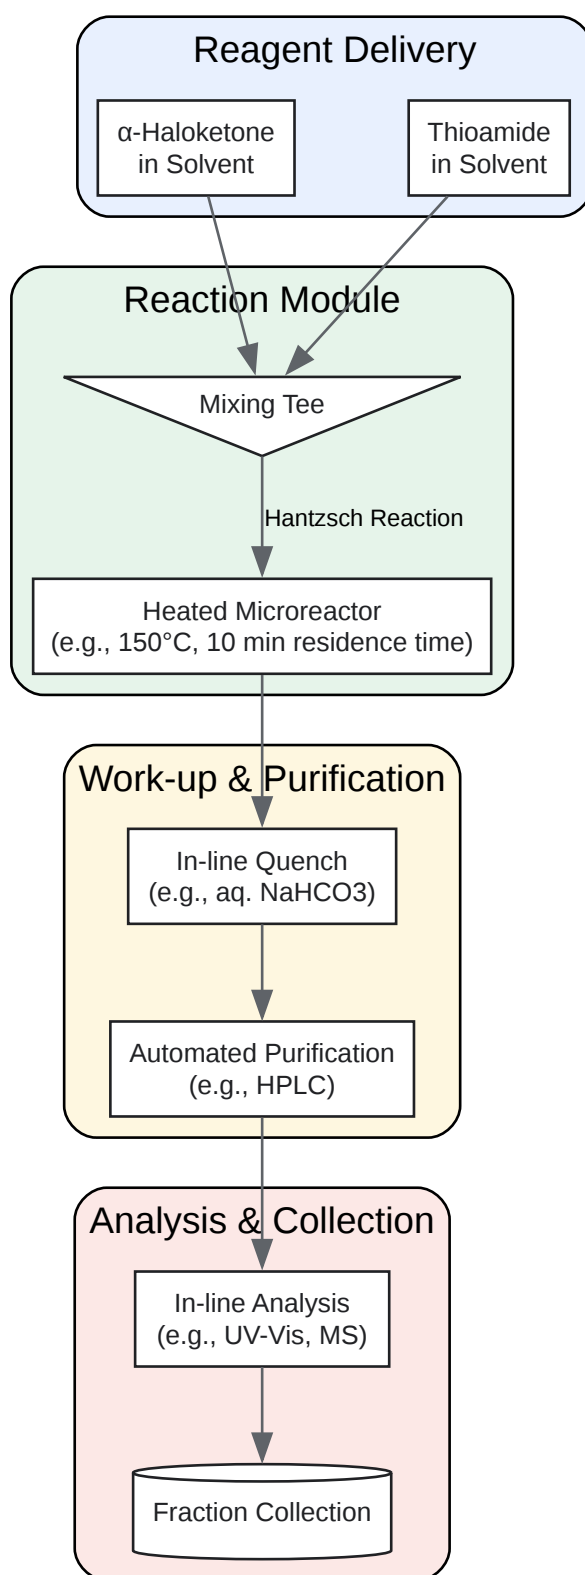 Reagent Delivery
α-Haloketone
in Solvent
Thioamide
in Solvent
Reaction Module
Mixing Tee
Hantzsch Reaction
Heated Microreactor
(e.g., 150°C, 10 min residence time)
Work-up & Purification
In-line Quench
(e.g., aq. NaHCO3)
Automated Purification
(e.g., HPLC)
Analysis & Collection
In-line Analysis
(e.g., UV-Vis, MS)
Fraction Collection